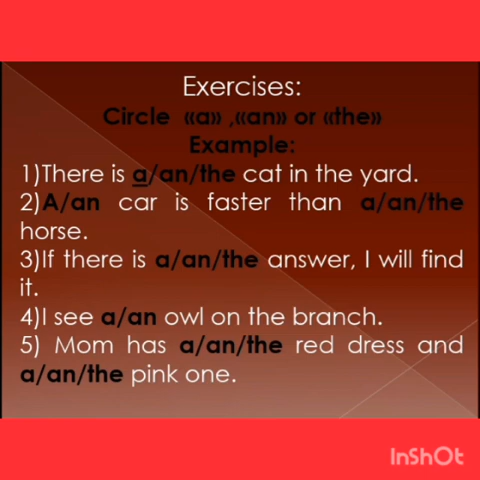 Exercises:
Circle «a» ,«an» or «the»
Example:
1)There is a/an/the cat in the yard.
2)A/an car is faster than a/an/the
horse.
3)If there is a/an/the answer, I will find
it.
4)I see a/an owl on the branch.
5) Mom has a/an/the red dress and
a/an/the pink one.
InShOt